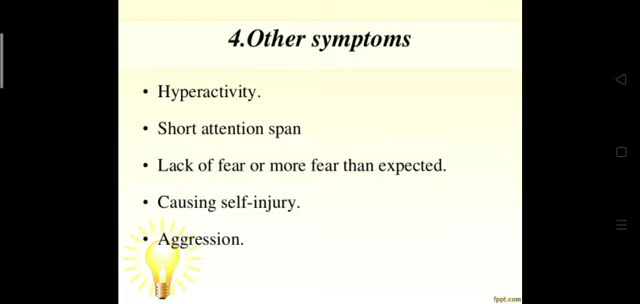 4.Other symptoms
• Hyperactivity.
• Short attention span
• Lack of fear or more fear than expected.
• Causing self-injury.
• Aggression.
fppt.com